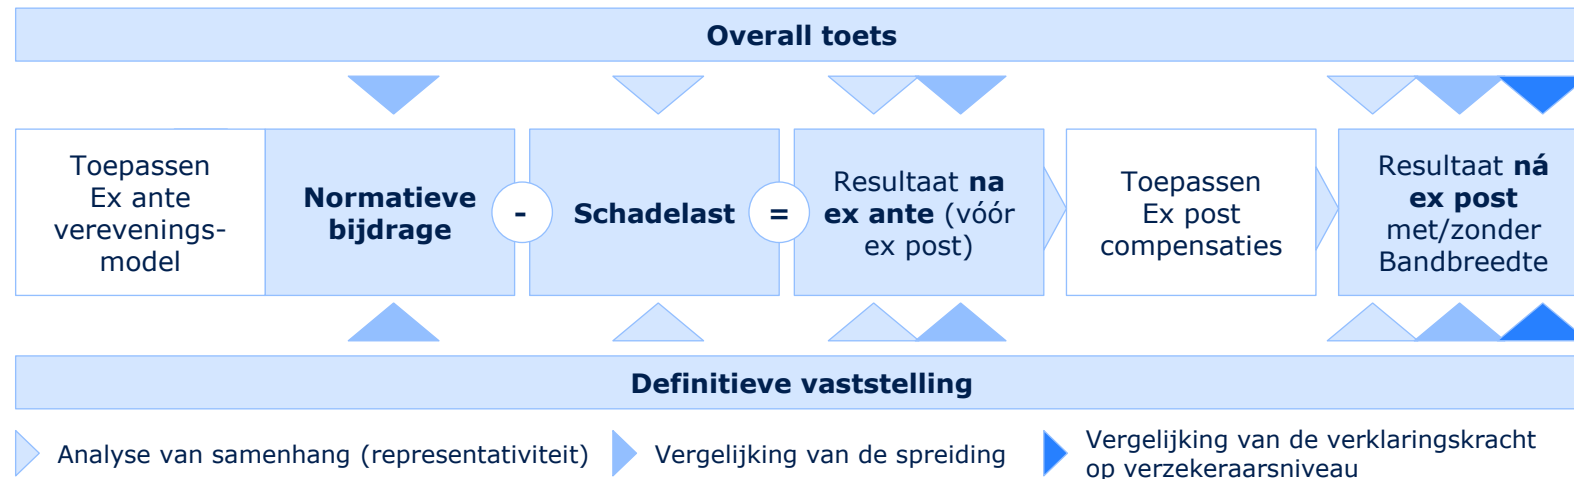 Overall toets
Toepassen
Ex ante
verevenings-
model
Normatieve
bijdrage
-
Schadelast
=
Resultaat na
ex ante (vóór
ex post)
Toepassen
Ex post
compensaties
Resultaat ná
ex post
met/zonder
Bandbreedte
Definitieve vaststelling
Analyse van samenhang (representativiteit)
Vergelijking van de spreiding
Vergelijking van de verklaringskracht
op verzekeraarsniveau